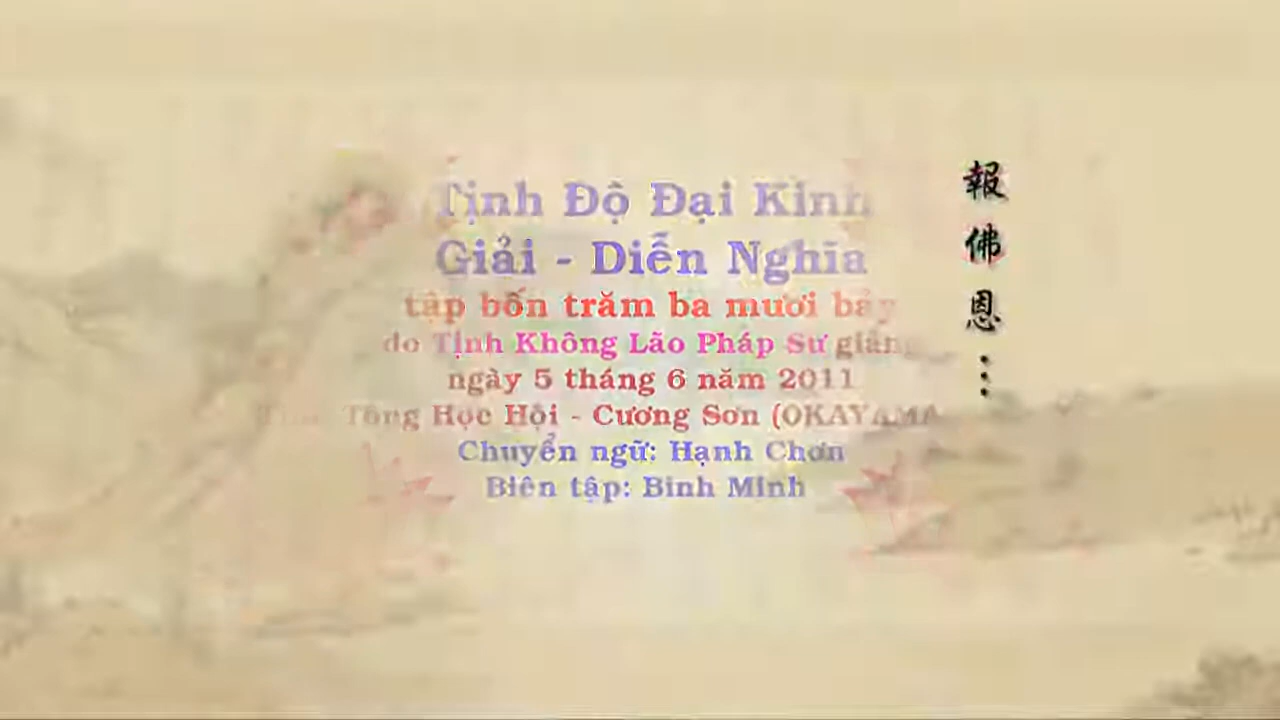 Tịnh Độ Đại Kinh
Giải - Diễn Nghĩa
tập bốn trăm ba mươi bảy
do Tịnh Không Lão Pháp Sư giảng
ngày 5 tháng 6 năm 2011
Tông Học Hội - Cương Sơn (OKAYAMA
Chuyển ngữ: Hạnh Chơn
Biên tập: Bình Minh
報佛恩…